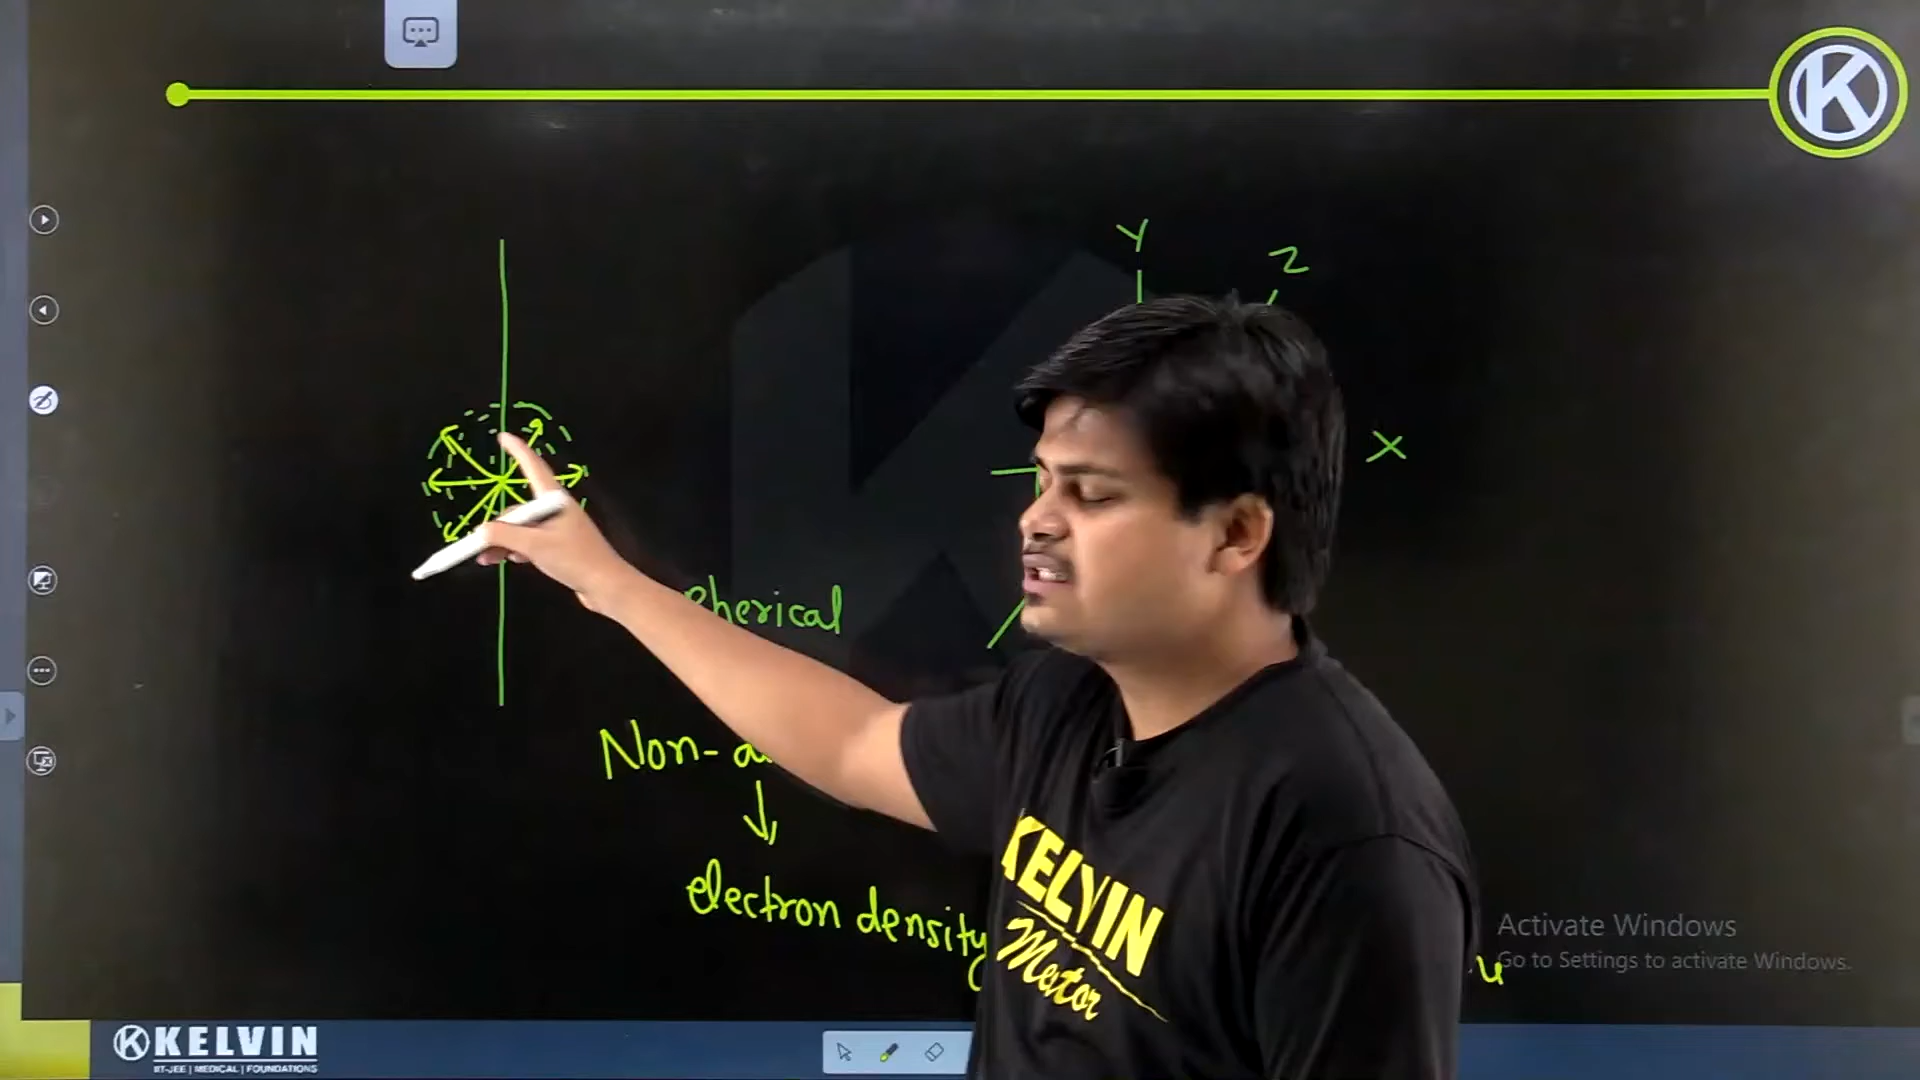 K
Y
Z
X
pherical
Non-a
electron density
u
KELVIN
Mentor
Activate Windows
Go to Settings to activate Windows.
KELVIN
IIT-JEE | MEDICAL | FOUNDATIONS